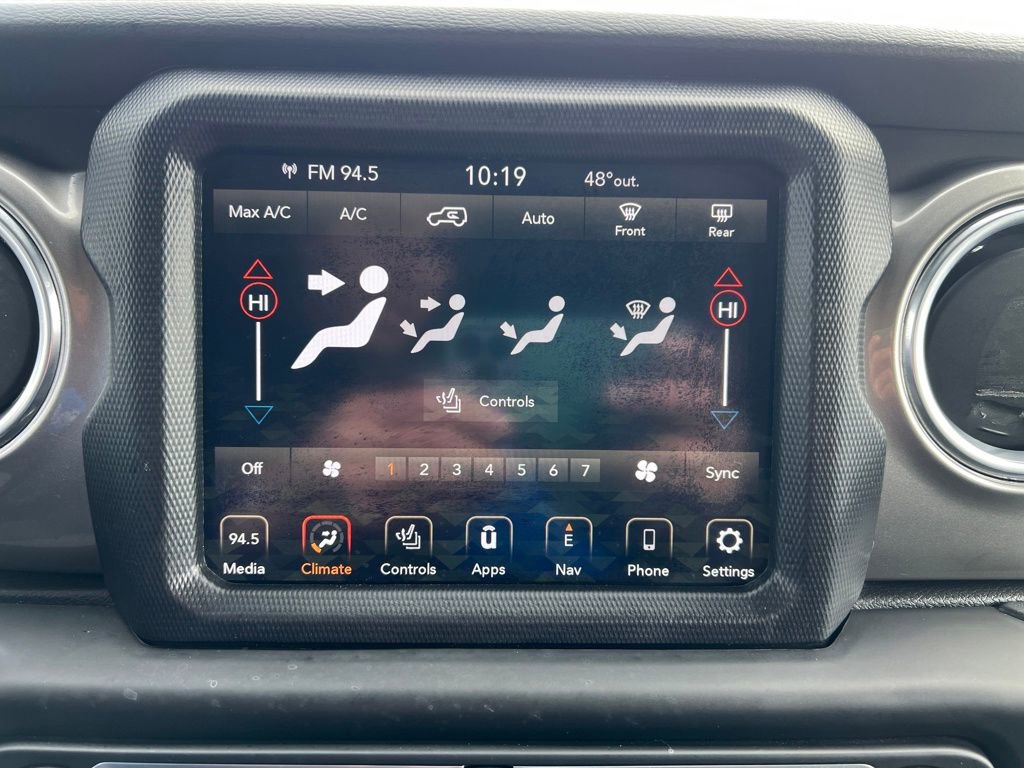 FM 94.5 10:19 48°out.
Max A/C A/C Auto Front Rear
HI HI
Controls
Off 1 2 3 4 5 6 7 Sync
94.5 E
Media Climate Controls Apps Nav Phone Settings